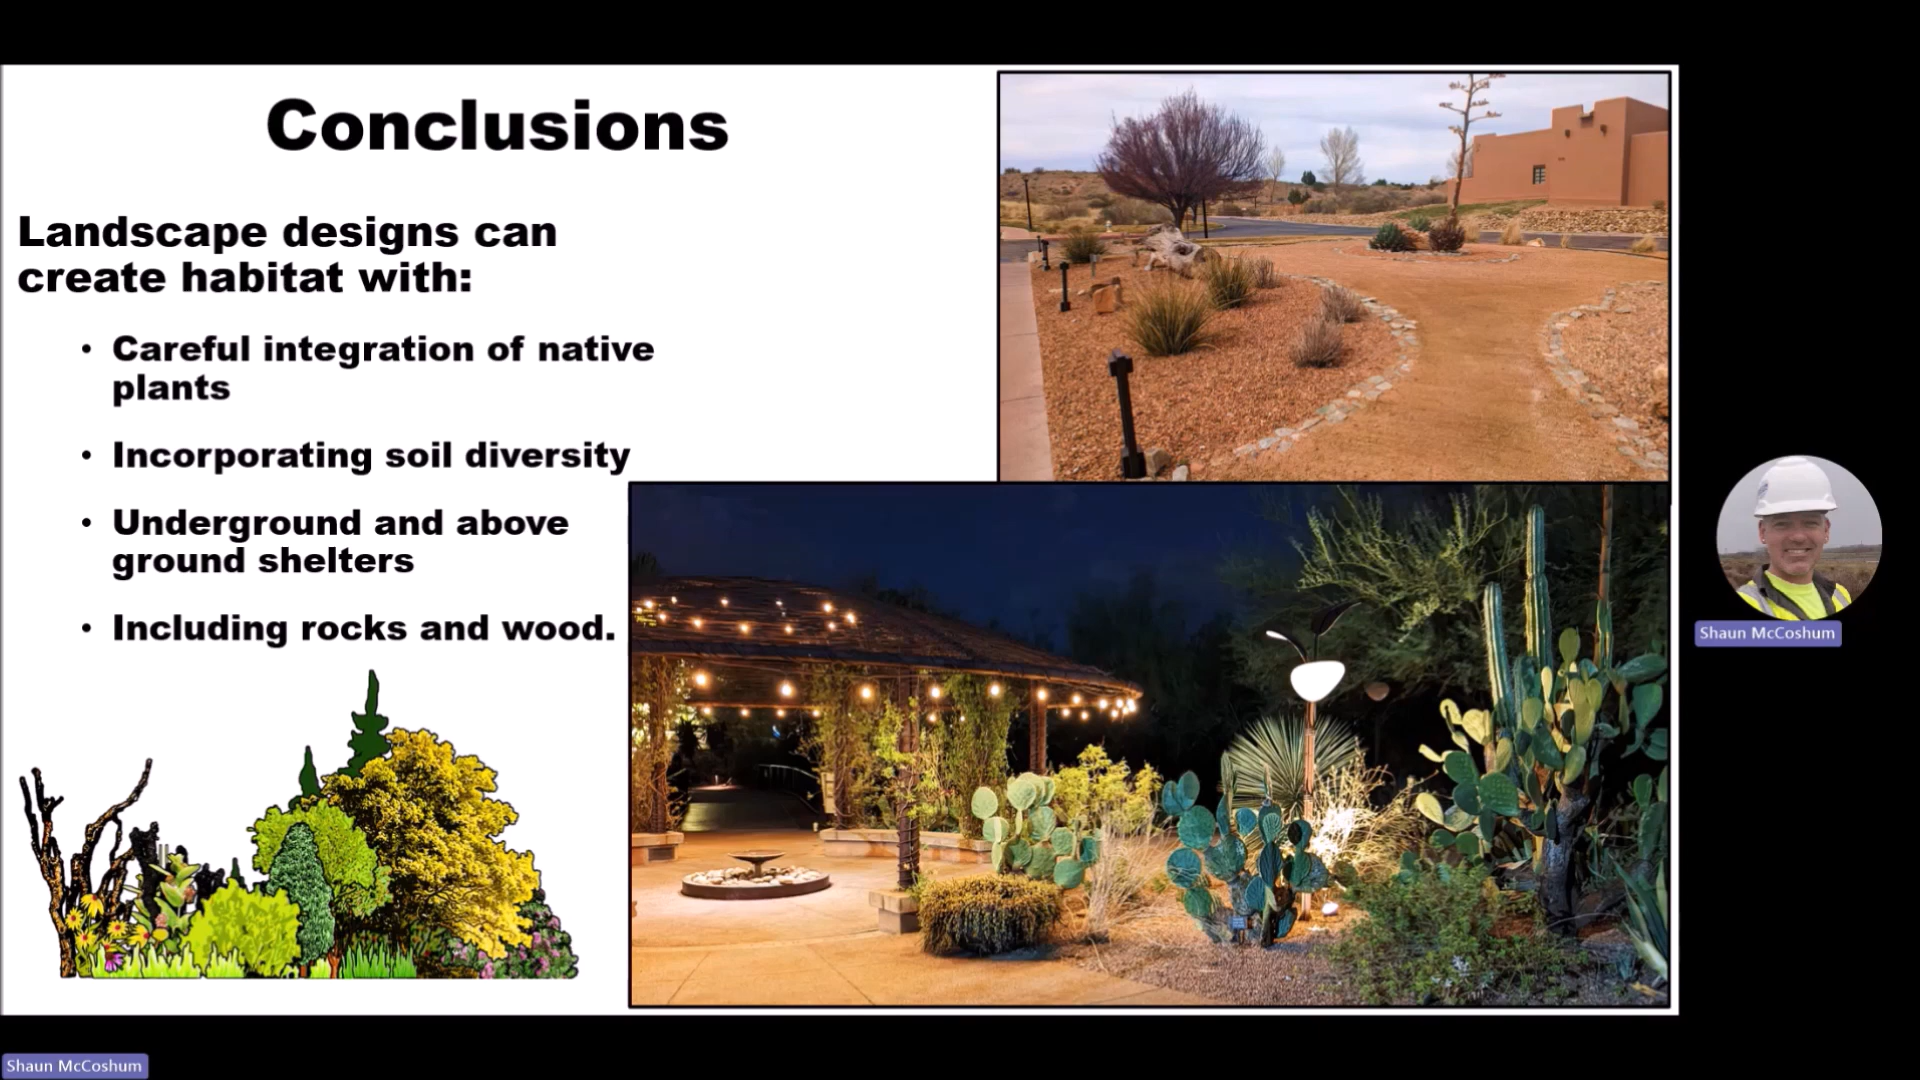 Conclusions
Landscape designs can
create habitat with:
• Careful integration of native
plants
• Incorporating soil diversity
• Underground and above
ground shelters
• Including rocks and wood.
Shaun McCoshum
Shaun McCoshum